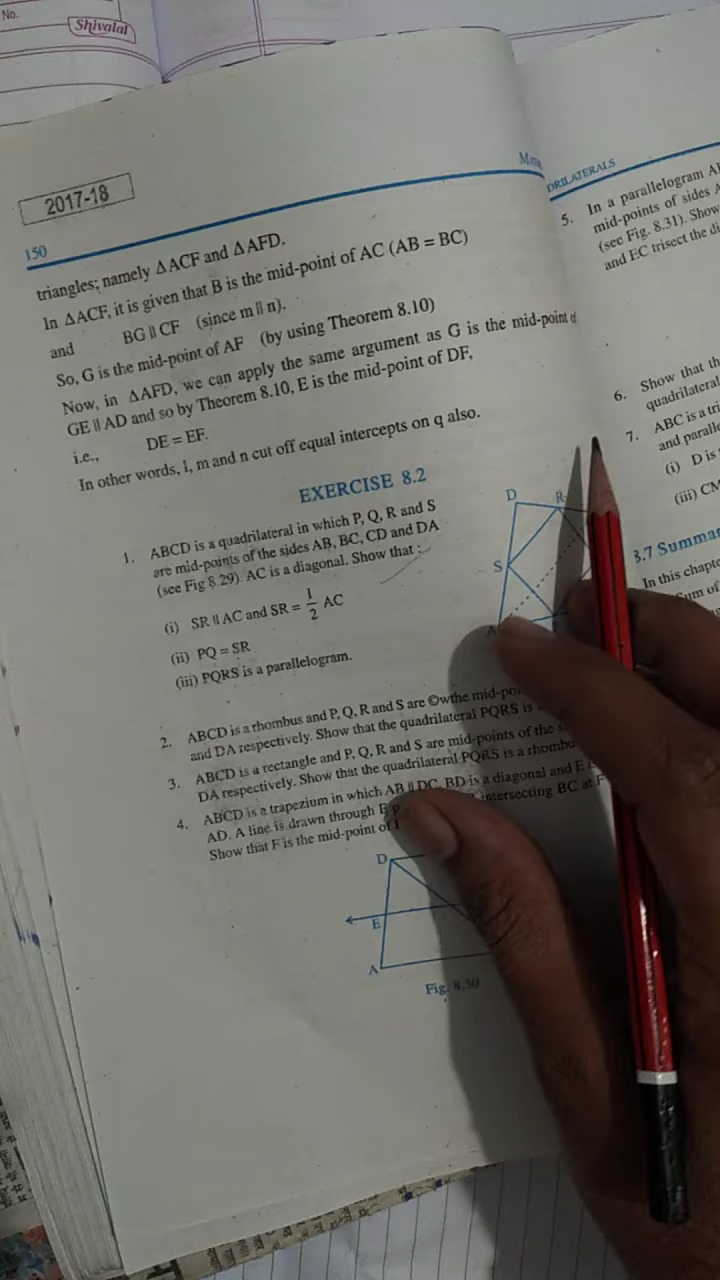 No.
Shivalal
2017-18
150
triangles; namely Δ ACF and Δ AFD.
In ΔACF, it is given that B is the mid-point of AC (AB = BC)
and BG || CF (since m || n).
So, G is the mid-point of AF (by using Theorem 8.10)
Now, in ΔAFD, we can apply the same argument as G is the mid-point of
GE || AD and so by Theorem 8.10, E is the mid-point of DF,
i.e., DE = EF.
In other words, l, m and n cut off equal intercepts on q also.
EXERCISE 8.2
1. ABCD is a quadrilateral in which P, Q, R and S
are mid-points of the sides AB, BC, CD and DA
(see Fig 8.29). AC is a diagonal. Show that :
(i) SR || AC and SR = 1/2 AC
(ii) PQ = SR
(iii) PQRS is a parallelogram.
D R
S
2. ABCD is a rhombus and P, Q, R and S are ©wthe
and DA respectively. Show that the quadrilateral PQRS is
3. ABCD is a rectangle and P, Q, R and S are mid-points of the
DA respectively. Show that the quadrilateral PQRS is a
4. ABCD is a trapezium in which AB || DC, BD is a diagonal and E
AD. A line is drawn through E intersecting BC at F
Show that F is the mid-point of
D
E
A
Fig. 8.30
DRILATERALS
5. In a parallelogram
mid-points of sides
(see Fig. 8.31). Show
and EC trisect the
6. Show that
quadrilateral
7. ABC is a
and
(i) D is
(iii) CM
8.7 Summar
In this
um of